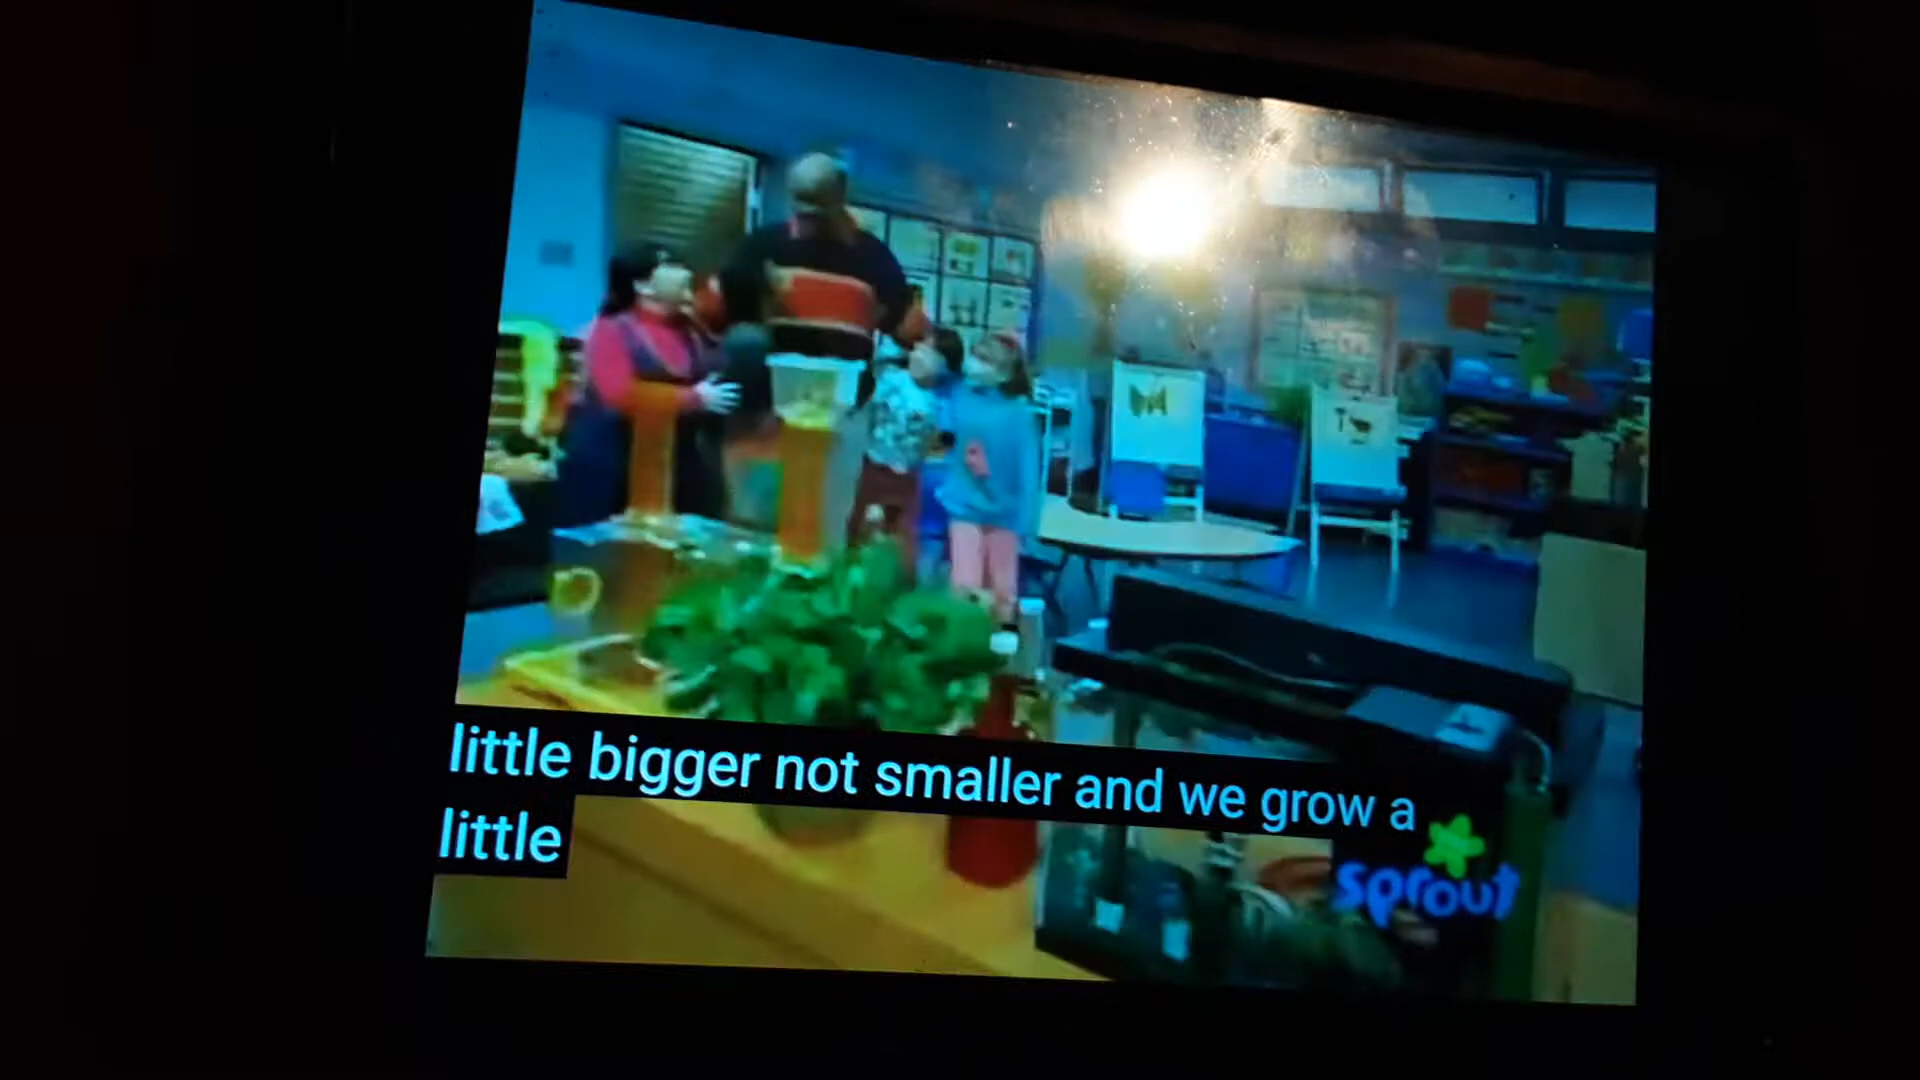 little bigger not smaller and we grow a
little
sprout